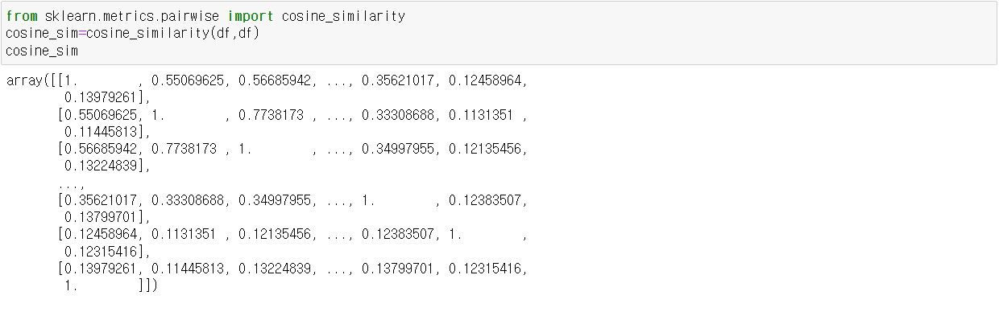 from sklearn.metrics.pairwise import cosine_similarity
cosine_sim=cosine_similarity(df,df)
cosine_sim
array([[1.        , 0.55069625, 0.56685942, ..., 0.35621017, 0.12458964,
        0.13979261],
       [0.55069625, 1.        , 0.7738173 , ..., 0.33308688, 0.1131351 ,
        0.11445813],
       [0.56685942, 0.7738173 , 1.        , ..., 0.34997955, 0.12135456,
        0.13224839],
       ...,
       [0.35621017, 0.33308688, 0.34997955, ..., 1.        , 0.12383507,
        0.13799701],
       [0.12458964, 0.1131351 , 0.12135456, ..., 0.12383507, 1.        ,
        0.12315416],
       [0.13979261, 0.11445813, 0.13224839, ..., 0.13799701, 0.12315416,
        1.        ]])